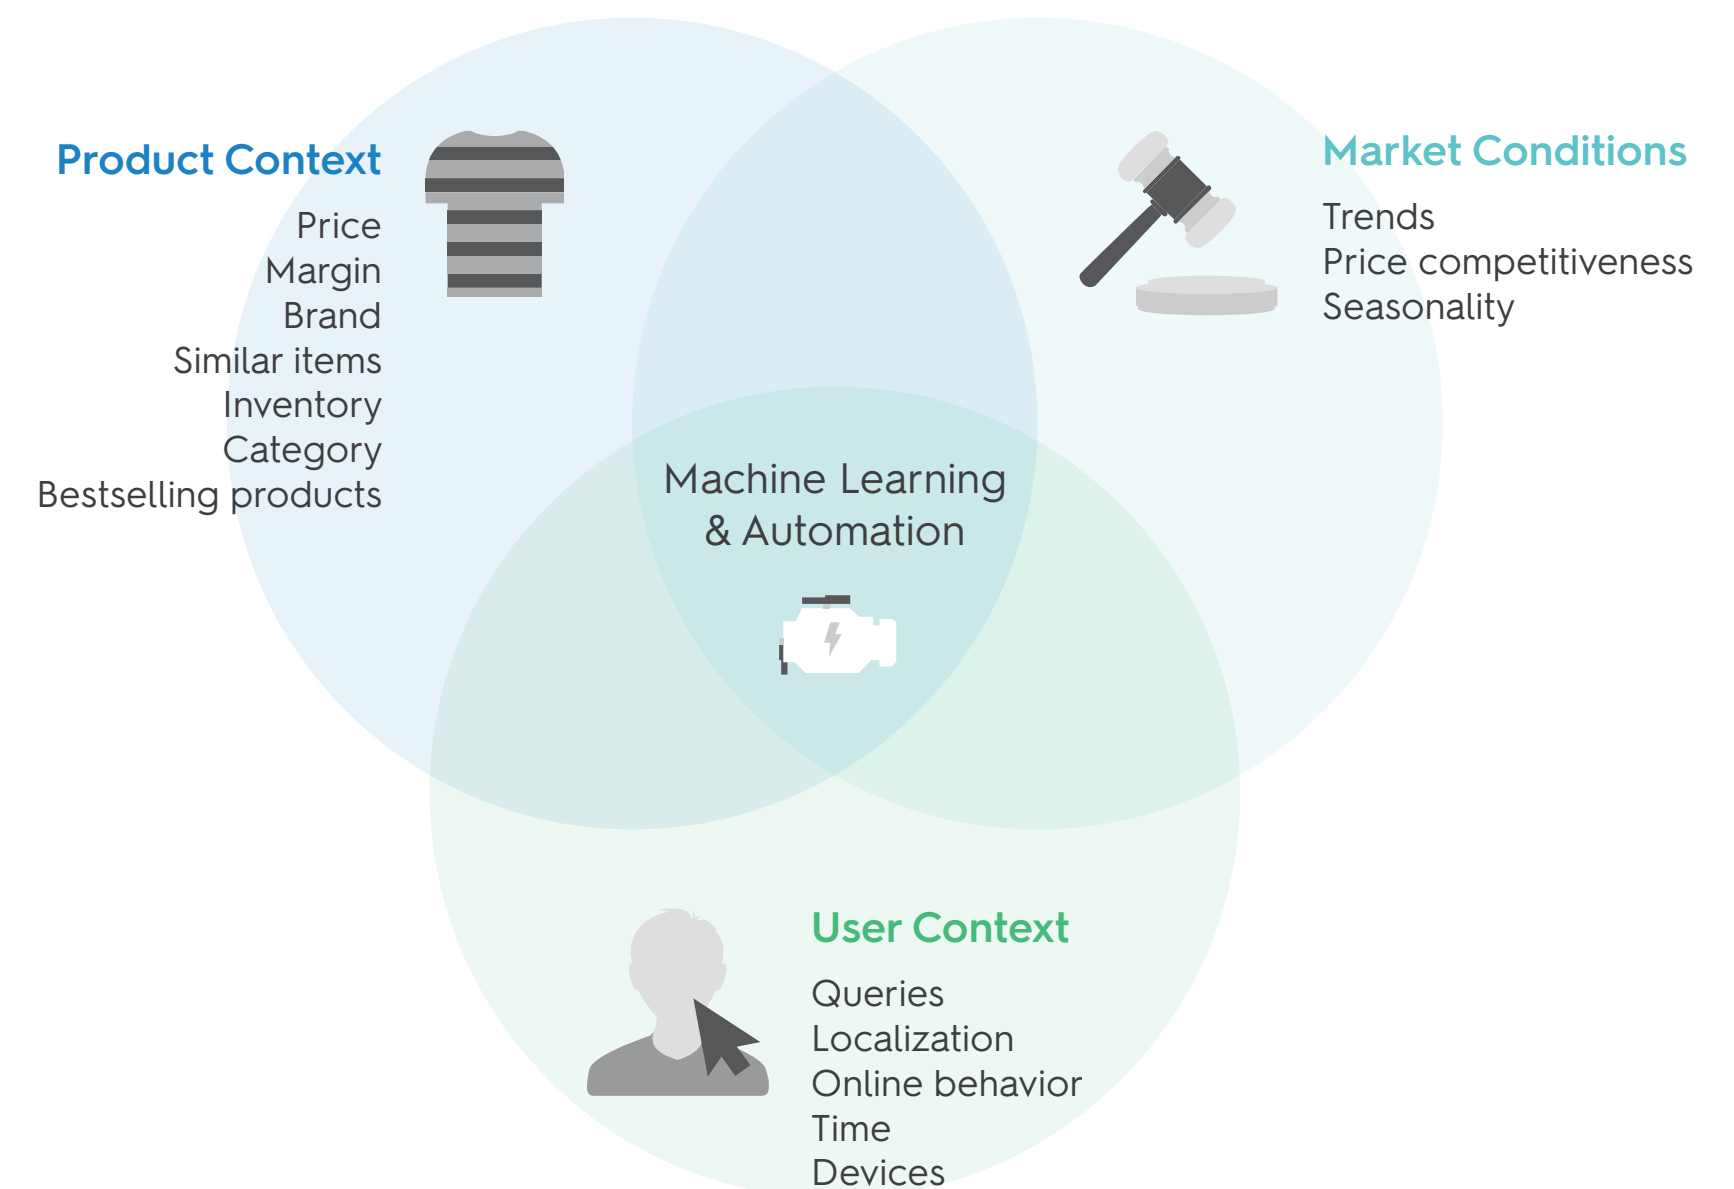 Product Context
Price
Margin
Brand
Similar items
Inventory
Category
Bestselling products
Market Conditions
Trends
Price competitiveness
Seasonality
Machine Learning
& Automation
User Context
Queries
Localization
Online behavior
Time
Devices